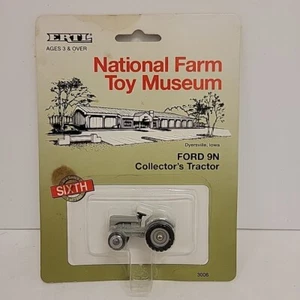 ERTL
AGES 3 & OVER
National Farm
Toy Museum
Dyersville, Iowa
FORD 9N
Collector's Tractor
SIXTH